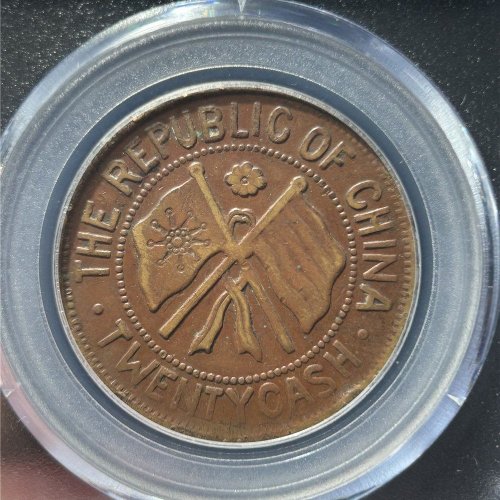 THE REPUBLIC OF CHINA
TWENTY CASH